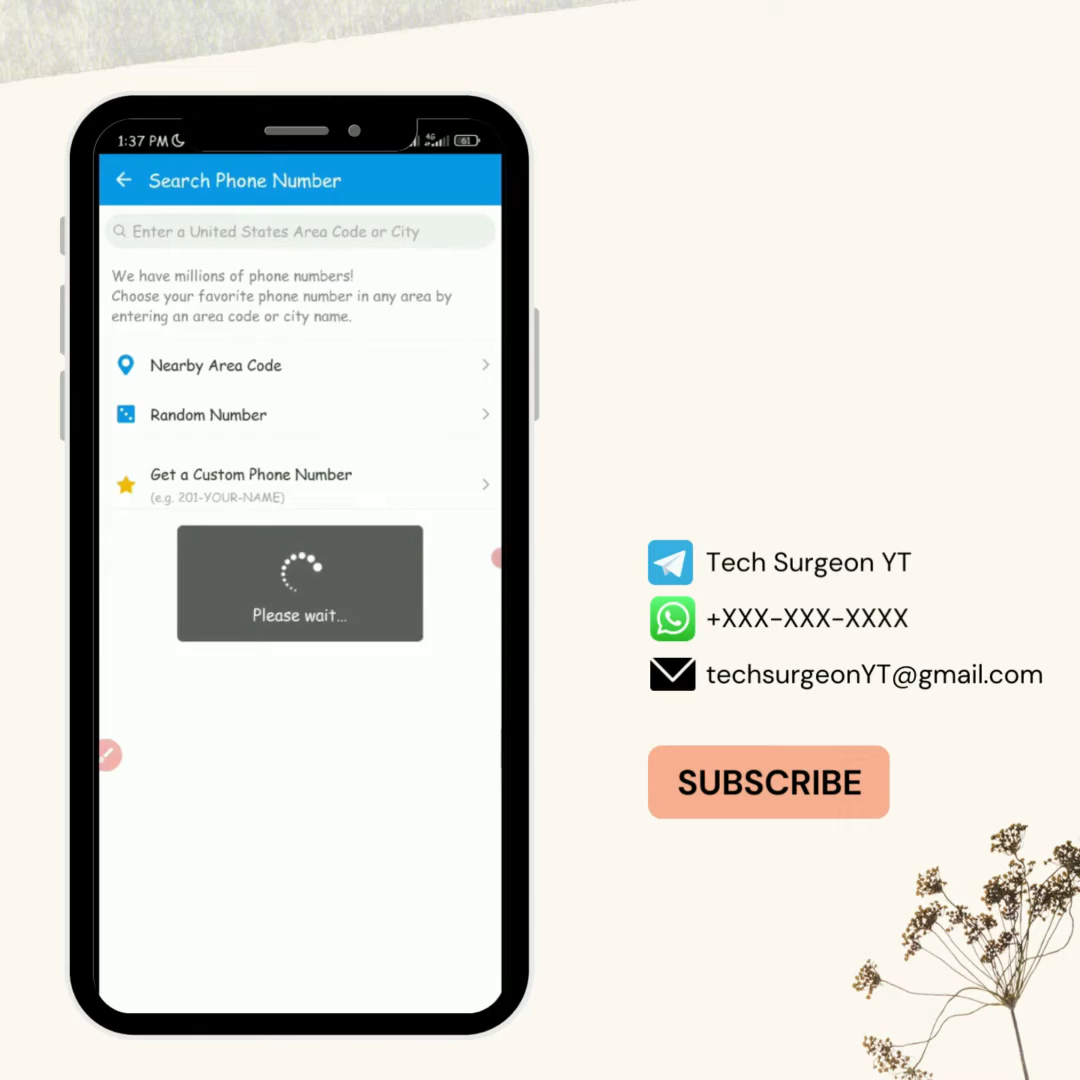 1:37 PM
4G
61
Search Phone Number
Enter a United States Area Code or City
We have millions of phone numbers!
Choose your favorite phone number in any area by
entering an area code or city name.
Nearby Area Code
Random Number
Get a Custom Phone Number
(e.g. 201-YOUR-NAME)
Please wait...
Tech Surgeon YT
+XXX-XXX-XXXX
techsurgeonYT@gmail.com
SUBSCRIBE